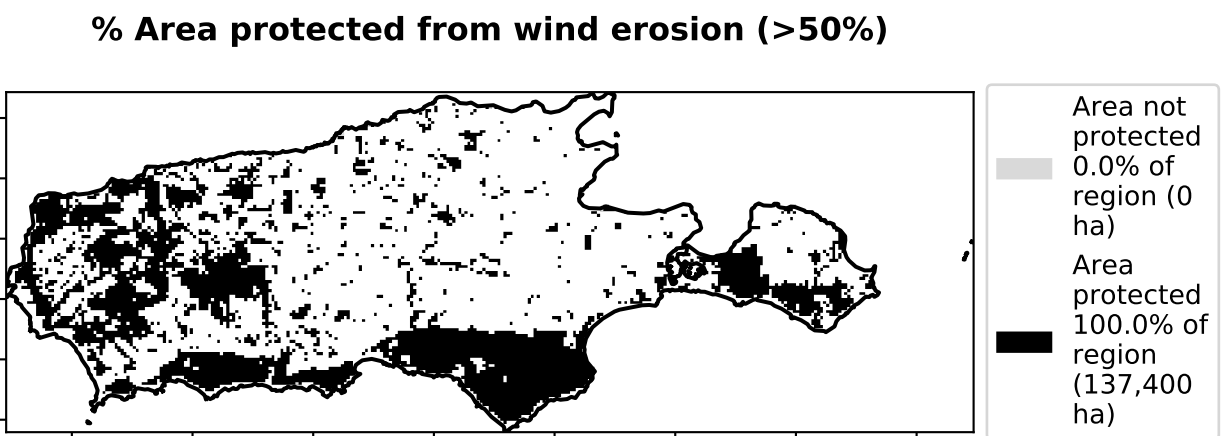 % Area protected from wind erosion (>50%)
Area not
protected
0.0% of
region (0
ha)
Area
protected
100.0% of
region
(137,400
ha)